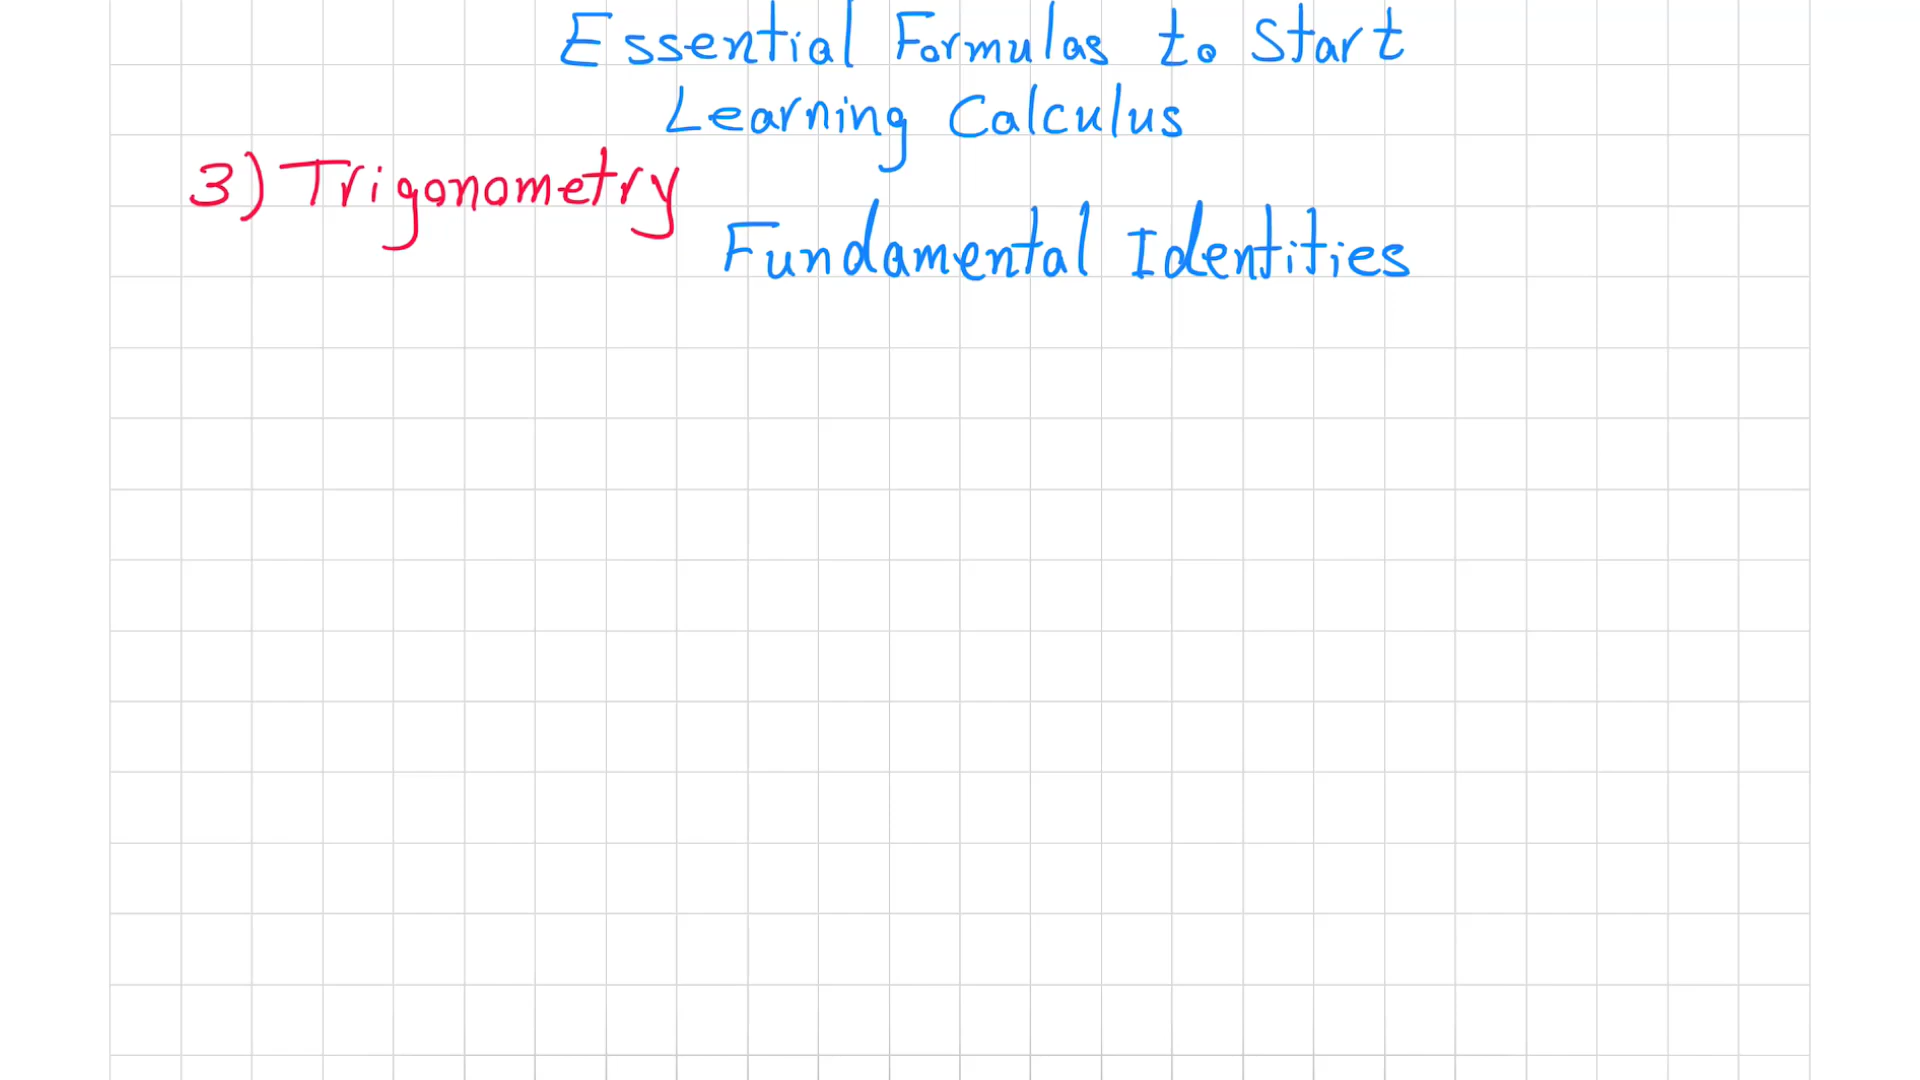 Essential Formulas to Start
Learning Calculus
3) Trigonometry
Fundamental Identities